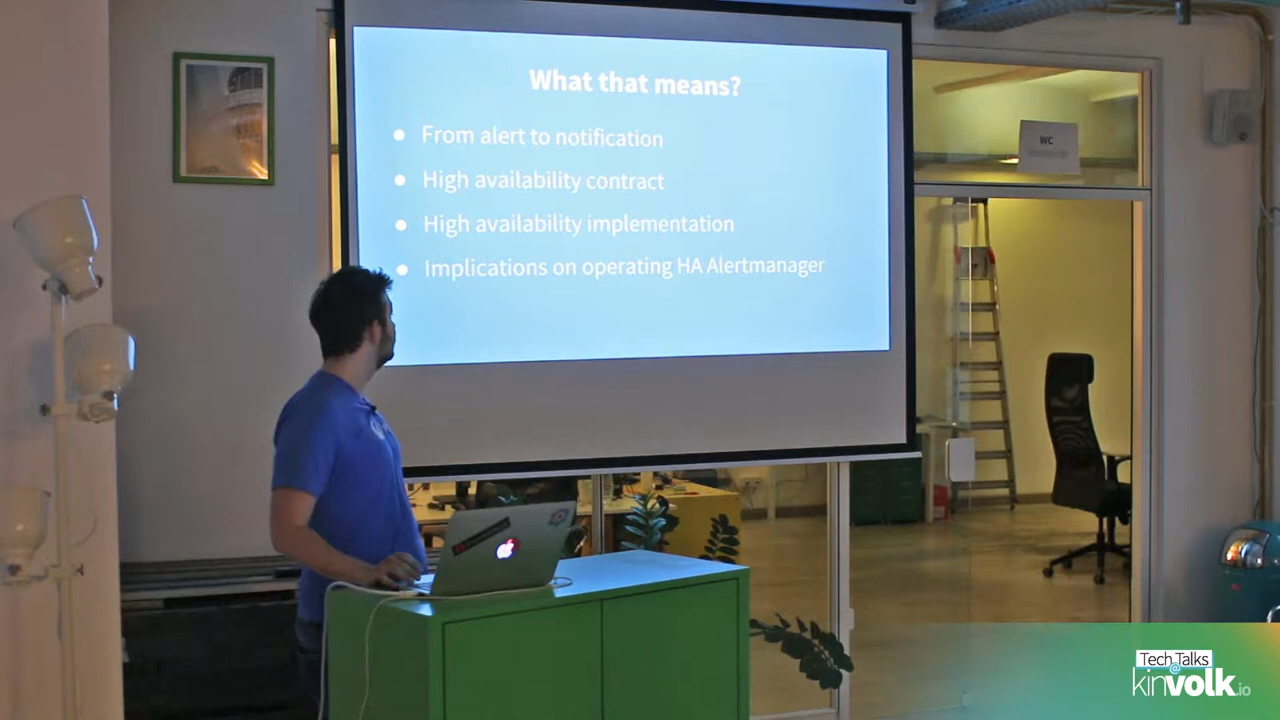 What that means?
From alert to notification
High availability contract
High availability implementation
Implications on operating HA Alertmanager
WC
Tech Talks
@
kinvolk.io